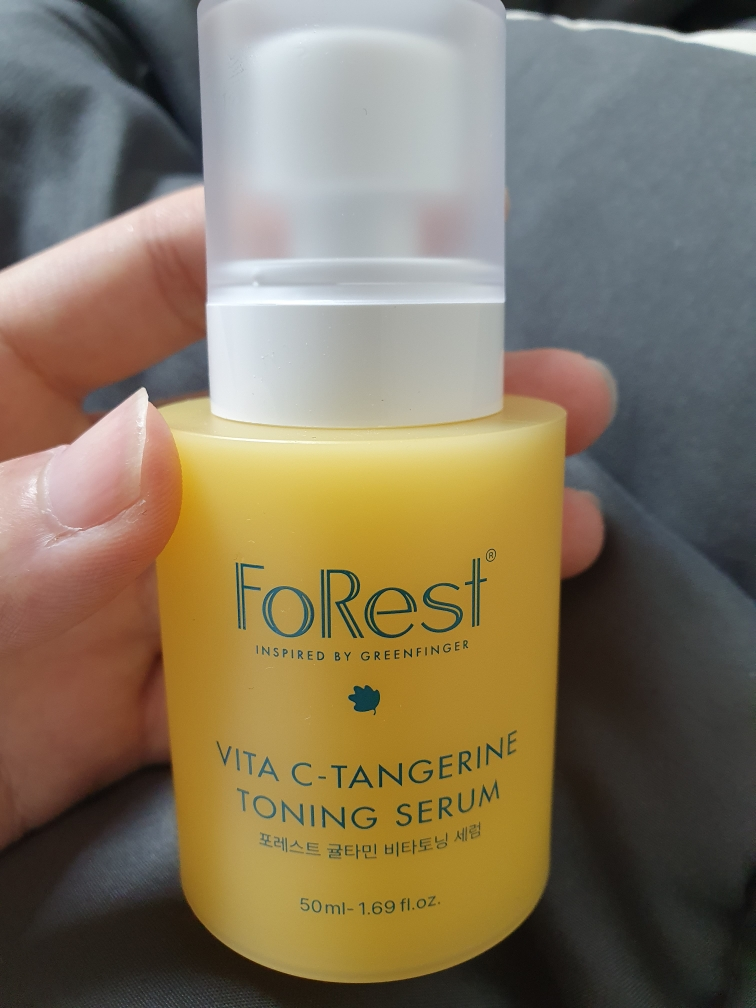 FoRest®
INSPIRED BY GREENFINGER
VITA C-TANGERINE
TONING SERUM
포레스트 귤타민 비타토닝 세럼
50ml-1.69 fl.oz.